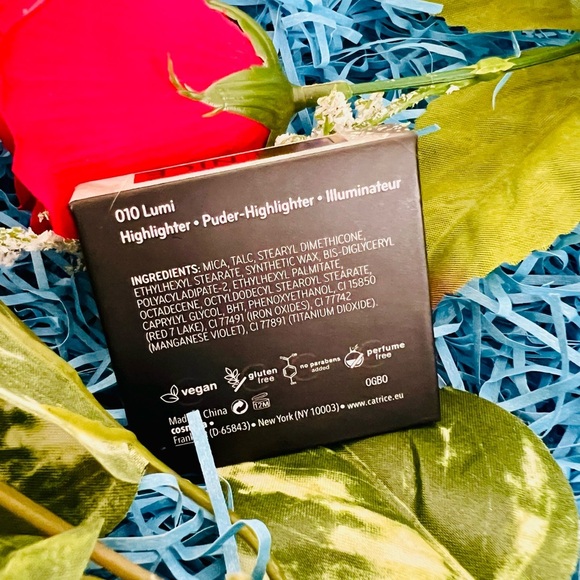 010 Lumi
Highlighter • Puder-Highlighter • Illuminateur
INGREDIENTS: MICA, TALC, STEARYL DIMETHICONE,
ETHYLHEXYL STEARATE, SYNTHETIC WAX, BIS-DIGLYCERYL
POLYACYLADIPATE-2, ETHYLHEXYL PALMITATE,
OCTADECENE, OCTYLDODECYL STEAROYL STEARATE,
CAPRYLYL GLYCOL, BHT, PHENOXYETHANOL, CI 15850
(RED 7 LAKE), CI 77491 (IRON OXIDES), CI 77742
(MANGANESE VIOLET), CI 77891 (TITANIUM DIOXIDE).
vegan
gluten
free
no parabens
added
perfume
free
OGBO
Made China
12M
(D-65843) • New York (NY 10003) • www.catrice.eu